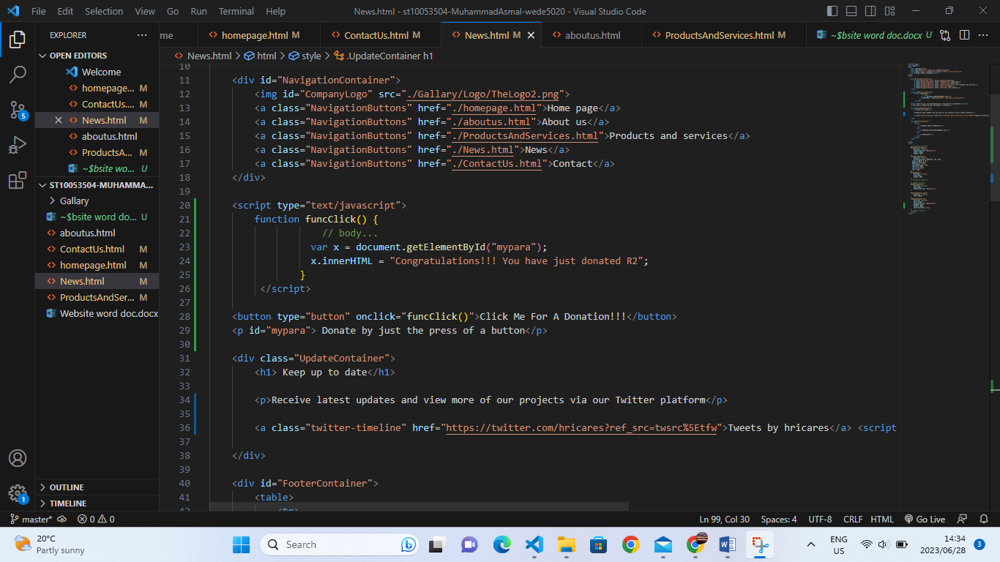 File Edit Selection View Go Run Terminal Help News.html - st10053504-MuhammadAsmal-wede5020 - Visual Studio Code
EXPLORER
me homepage.html M ContactUs.html M News.html M aboutus.html ProductsAndServices.html M ~$bsite word doc.docx U
News.html > html > style > .UpdateContainer h1
OPEN EDITORS
Welcome
homepage... M
ContactUs.... M
News.html M
aboutus.html
ProductsA... M
~$bsite wo... U
ST10053504-MUHAMMA...
Gallary
~$bsite word do... U
aboutus.html
ContactUs.html M
homepage.html M
News.html M
ProductsAndSer... M
Website word doc.docx
OUTLINE
TIMELINE
5
1
10
11 <div id="NavigationContainer">
12 <img id="CompanyLogo" src="./Gallary/Logo/TheLogo2.png">
13 <a class="NavigationButtons" href="./homepage.html">Home page</a>
14 <a class="NavigationButtons" href="./aboutus.html">About us</a>
15 <a class="NavigationButtons" href="./ProductsAndServices.html">Products and services</a>
16 <a class="NavigationButtons" href="./News.html">News</a>
17 <a class="NavigationButtons" href="./ContactUs.html">Contact</a>
18 </div>
19
20 <script type="text/javascript">
21 function funcClick() {
22 // body...
23 var x = document.getElementById("mypara");
24 x.innerHTML = "Congratulations!!! You have just donated R2";
25 }
26 </script>
27
28 <button type="button" onclick="funcClick()">Click Me For A Donation!!!</button>
29 <p id="mypara"> Donate by just the press of a button</p>
30
31 <div class="UpdateContainer">
32 <h1> Keep up to date</h1>
33
34 <p>Receive latest updates and view more of our projects via our Twitter platform</p>
35
36 <a class="twitter-timeline" href="https://twitter.com/hricares?ref_src=twsrc%5Etfw">Tweets by hricares</a> <script
37
38 </div>
39
40 <div id="FooterContainer">
41 <table>
42 <tr>
master* 0 0 Ln 99, Col 30 Spaces: 4 UTF-8 CRLF HTML Go Live
20°C
Partly sunny
Search
ENG
US
14:34
2023/06/28
3